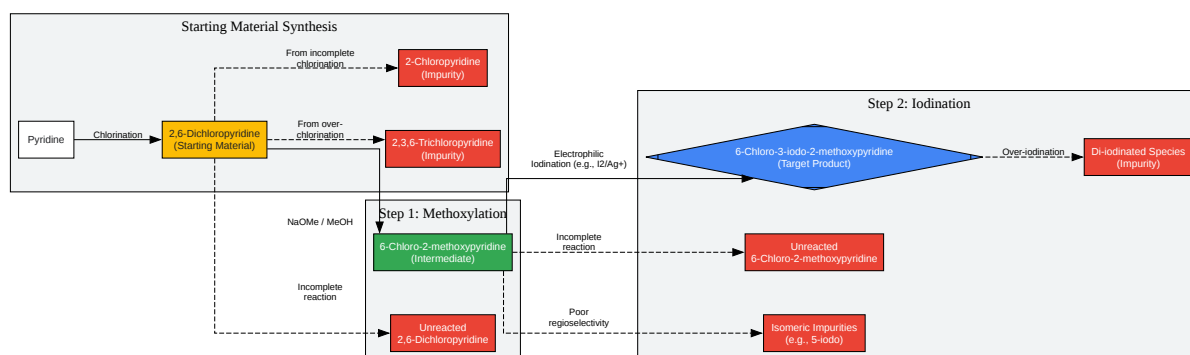 Starting Material Synthesis
From incomplete
chlorination
2-Chloropyridine
(Impurity)
Pyridine
Chlorination
2,6-Dichloropyridine
(Starting Material)
From over-
chlorination
2,3,6-Trichloropyridine
(Impurity)
NaOMe / MeOH
Incomplete
reaction
Step 1: Methoxylation
6-Chloro-2-methoxypyridine
(Intermediate)
Unreacted
2,6-Dichloropyridine
Electrophilic
Iodination (e.g., I2/Ag+)
Incomplete
reaction
Poor
regioselectivity
Step 2: Iodination
6-Chloro-3-iodo-2-methoxypyridine
(Target Product)
Over-iodination
Di-iodinated Species
(Impurity)
Unreacted
6-Chloro-2-methoxypyridine
Isomeric Impurities
(e.g., 5-iodo)